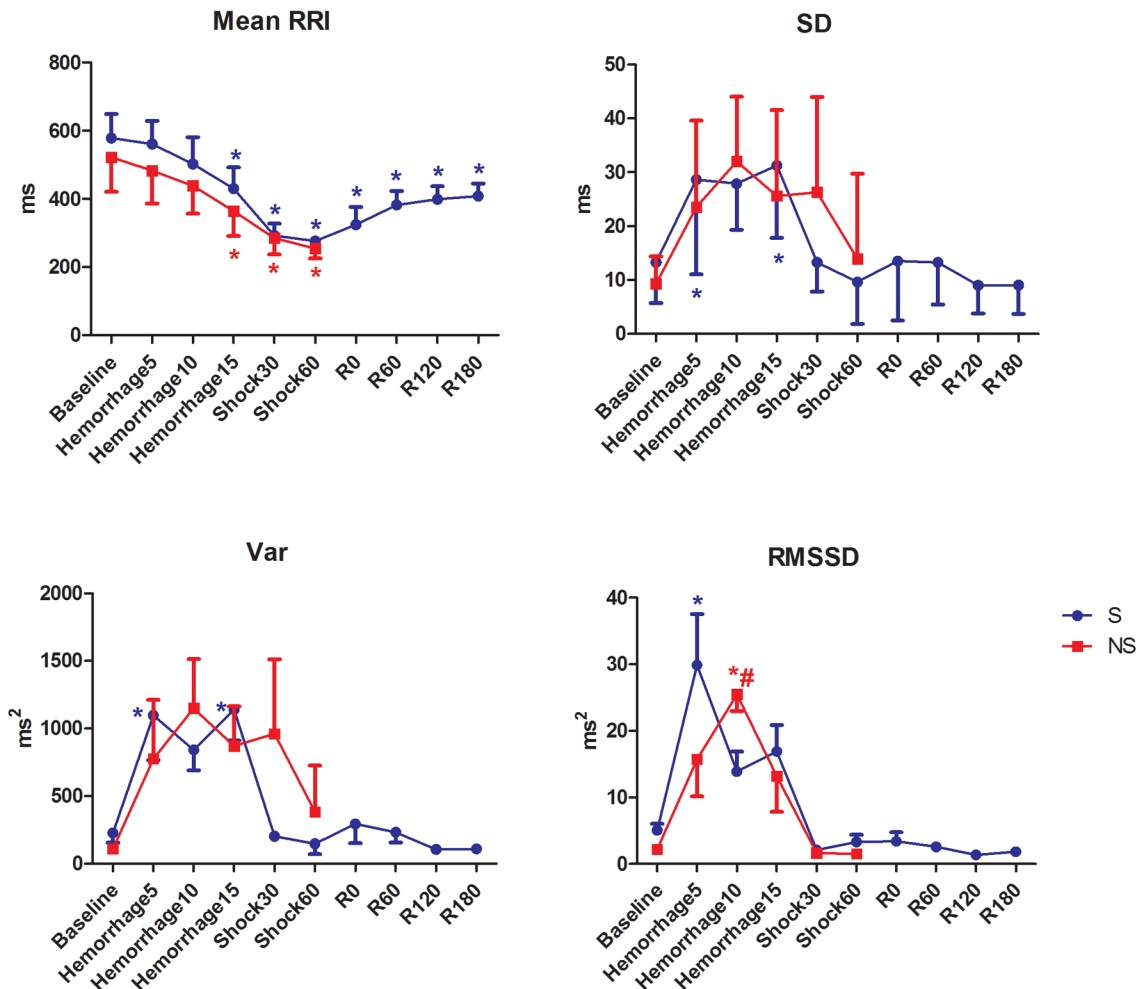 Mean RRI
800
600
400
200
0
ms
* * * * * * *
* * *
Baseline
Hemorrhage5
Hemorrhage10
Hemorrhage15
Shock30
Shock60
R0
R60
R120
R180
SD
50
40
30
20
10
0
ms
* *
Baseline
Hemorrhage5
Hemorrhage10
Hemorrhage15
Shock30
Shock60
R0
R60
R120
R180
Var
2000
1500
1000
500
0
ms²
* *
Baseline
Hemorrhage5
Hemorrhage10
Hemorrhage15
Shock30
Shock60
R0
R60
R120
R180
RMSSD
40
30
20
10
0
ms²
*
*#
Baseline
Hemorrhage5
Hemorrhage10
Hemorrhage15
Shock30
Shock60
R0
R60
R120
R180
S
NS